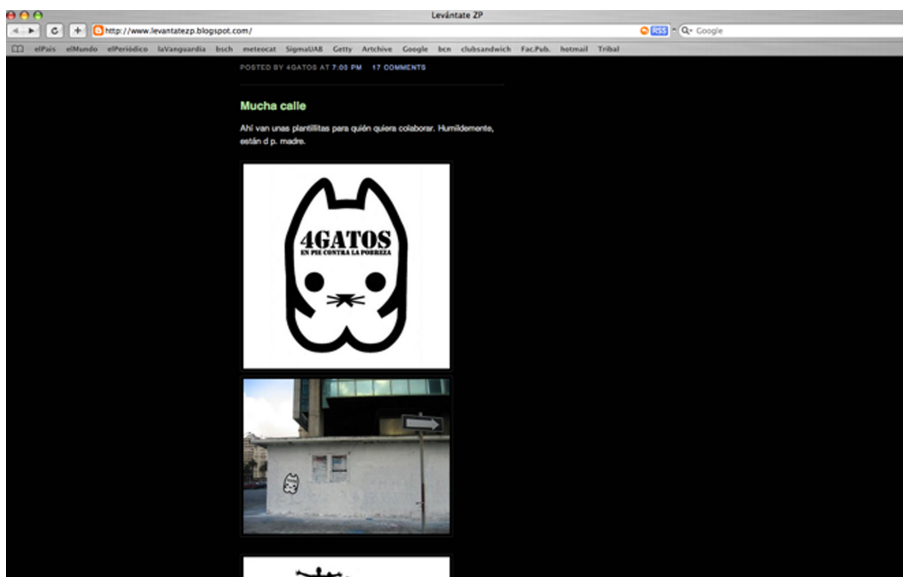 Levántate ZP
http://www.levantatezp.blogspot.com/
RSS
Google
elPaís elMundo elPeriódico laVanguardia bsch meteocat SigmaUAB Getty Artchive Google bcn clubsandwich Fac.Pub. hotmail Tribal
POSTED BY 4GATOS AT 7:00 PM 17 COMMENTS
Mucha calle
Ahí van unas plantillitas para quién quiera colaborar. Humildemente,
están d p. madre.
4GATOS
EN PIE CONTRA LA POBREZA